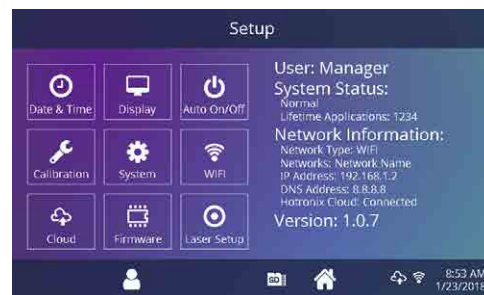 Setup
Date & Time
Display
Auto On/Off
Calibration
System
WIFI
Cloud
Firmware
Laser Setup
User: Manager
System Status:
Normal
Lifetime Applications: 1234
Network Information:
Network Type: WIFI
Networks: Network Name
IP Address: 192.168.1.2
DNS Address: 8.8.8.8
Hotronix Cloud: Connected
Version: 1.0.7
GO
8:53 AM
1/23/2018